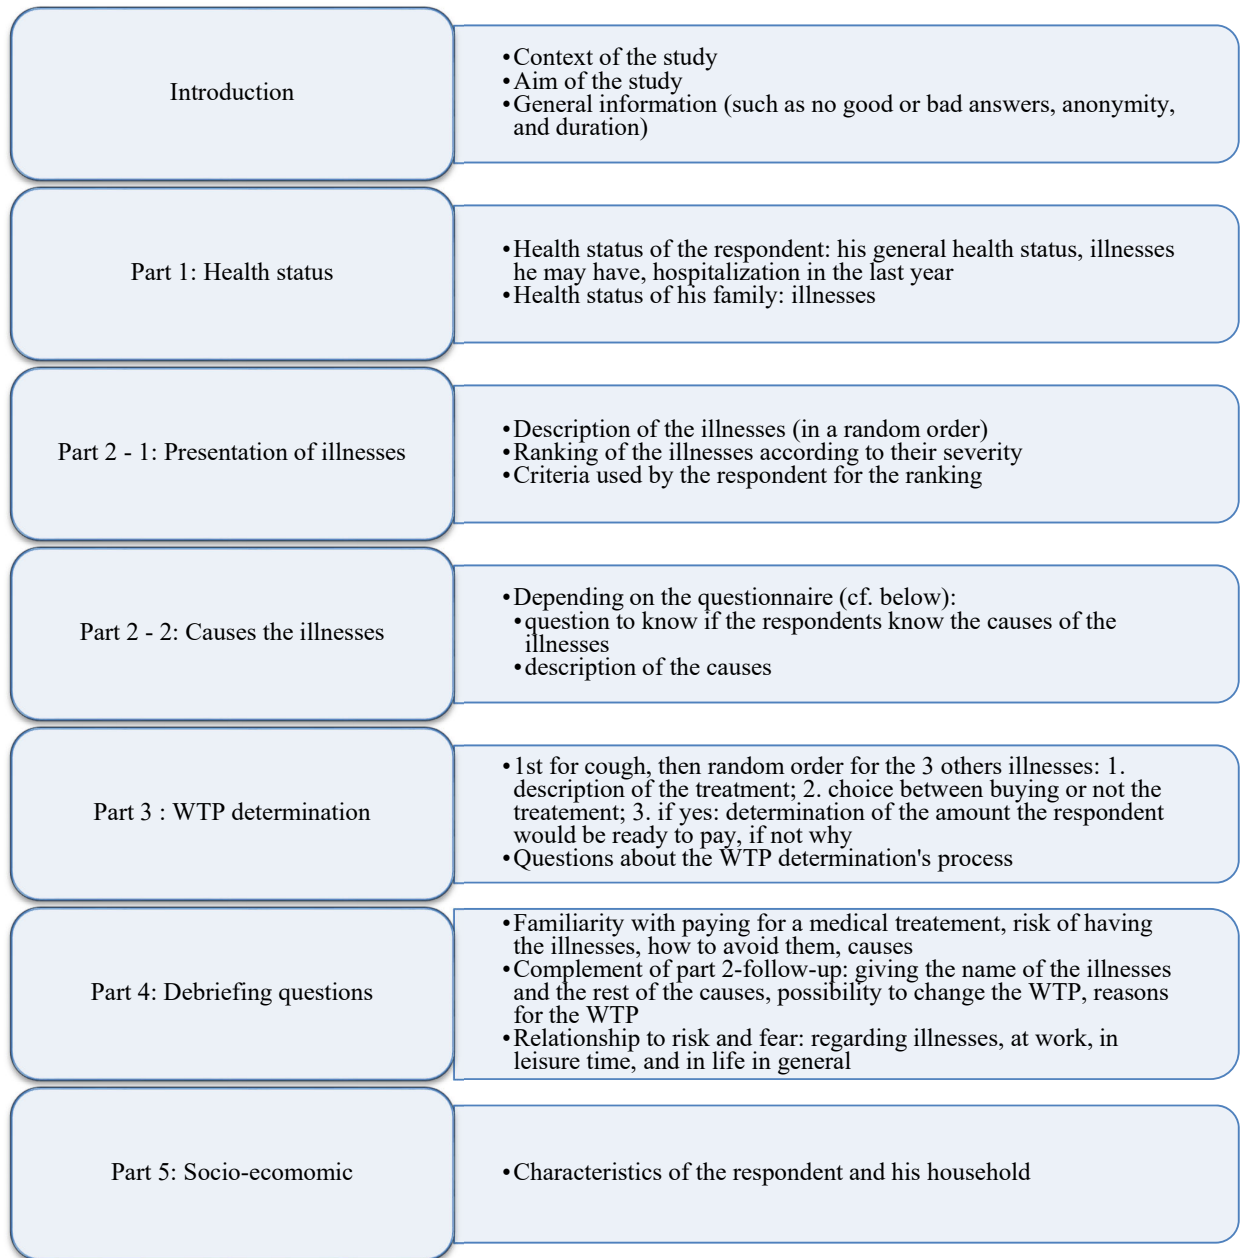 Introduction
•Context of the study
•Aim of the study
•General information (such as no good or bad answers, anonymity,
and duration)
Part 1: Health status
•Health status of the respondent: his general health status, illnesses
he may have, hospitalization in the last year
•Health status of his family: illnesses
Part 2 - 1: Presentation of illnesses
•Description of the illnesses (in a random order)
•Ranking of the illnesses according to their severity
•Criteria used by the respondent for the ranking
Part 2 - 2: Causes the illnesses
•Depending on the questionnaire (cf. below):
•question to know if the respondents know the causes of the
illnesses
•description of the causes
Part 3 : WTP determination
•1st for cough, then random order for the 3 others illnesses: 1.
description of the treatment; 2. choice between buying or not the
treatement; 3. if yes: determination of the amount the respondent
would be ready to pay, if not why
•Questions about the WTP determination's process
Part 4: Debriefing questions
•Familiarity with paying for a medical treatement, risk of having
the illnesses, how to avoid them, causes
•Complement of part 2-follow-up: giving the name of the illnesses
and the rest of the causes, possibility to change the WTP, reasons
for the WTP
•Relationship to risk and fear: regarding illnesses, at work, in
leisure time, and in life in general
Part 5: Socio-ecomomic
•Characteristics of the respondent and his household